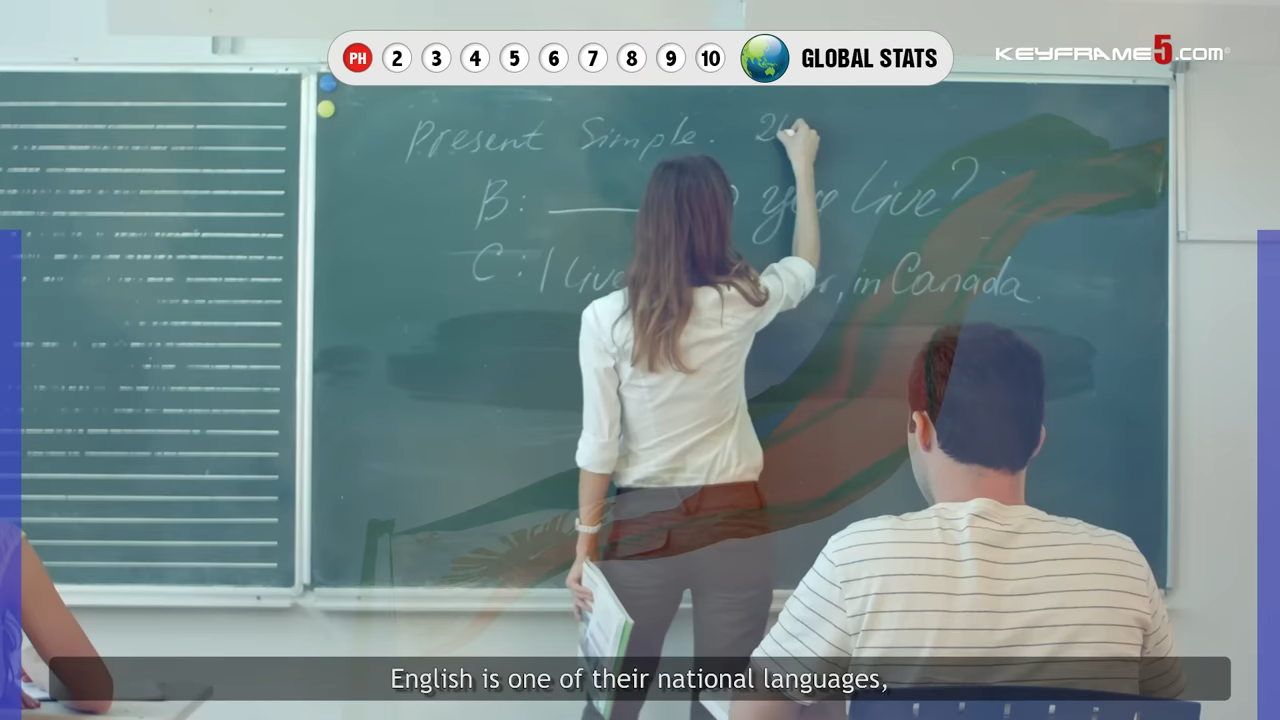 PH 2 3 4 5 6 7 8 9 10 GLOBAL STATS
KEYFRAME5.COM
Present Simple.
B: you live?
C: I live , in Canada.
English is one of their national languages,